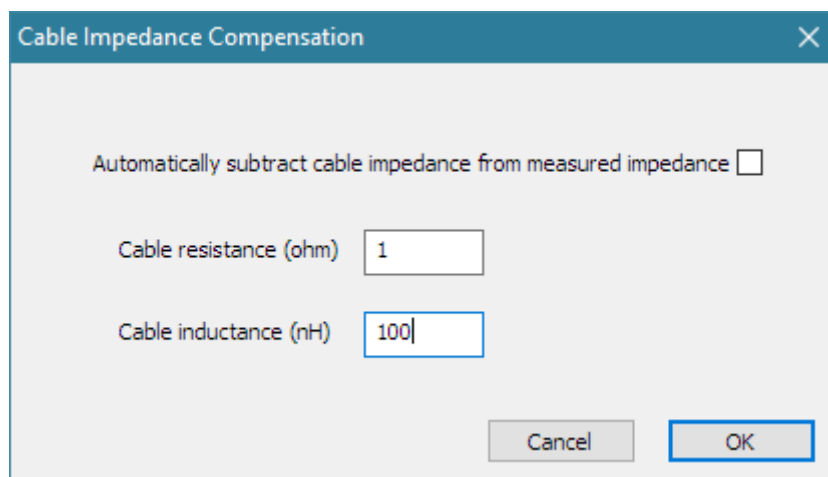 Cable Impedance Compensation
Automatically subtract cable impedance from measured impedance
Cable resistance (ohm) 1
Cable inductance (nH) 100
Cancel OK